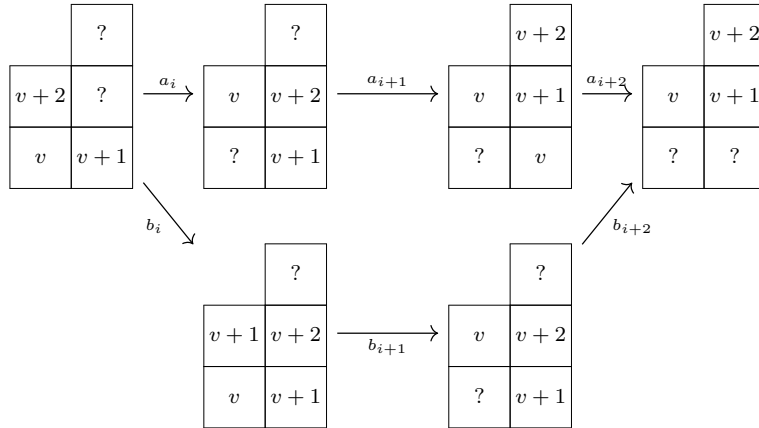 ? ? v + 2 v + 2
v + 2 ? a_i v v + 2 a_{i+1} v v + 1 a_{i+2} v v + 1
v v + 1 ? v + 1 ? v ? ?
b_i b_{i+2}
? ?
v + 1 v + 2 b_{i+1} v v + 2
v v + 1 ? v + 1